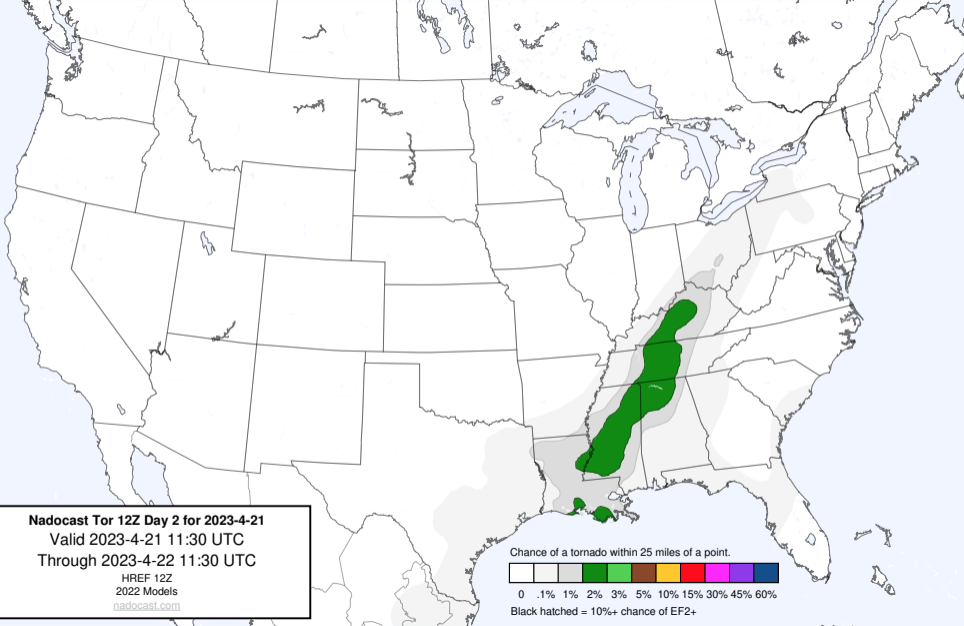 Nadocast Tor 12Z Day 2 for 2023-4-21
Valid 2023-4-21 11:30 UTC
Through 2023-4-22 11:30 UTC
HREF 12Z
2022 Models
nadocast.com
Chance of a tornado within 25 miles of a point.
0 .1% 1% 2% 3% 5% 10% 15% 30% 45% 60%
Black hatched = 10%+ chance of EF2+